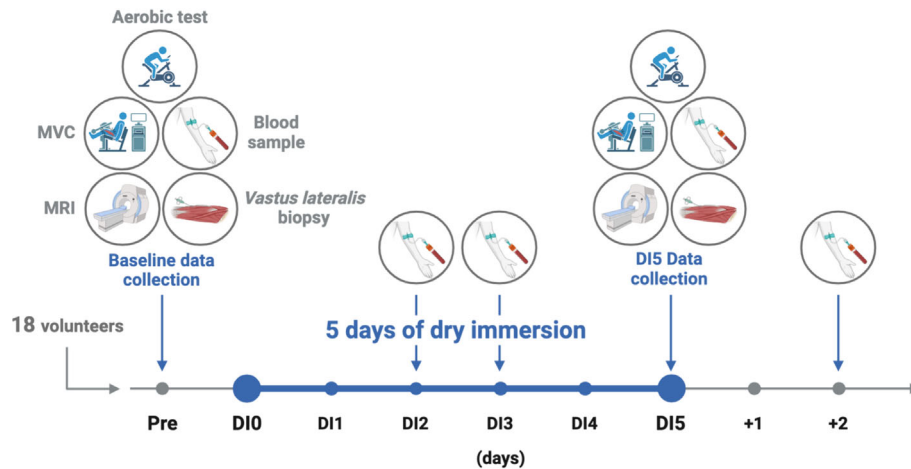 Aerobic test
MVC
Blood
sample
MRI
Vastus lateralis
biopsy
Baseline data
collection
DI5 Data
collection
18 volunteers
5 days of dry immersion
Pre DI0 DI1 DI2 DI3 DI4 DI5 +1 +2
(days)